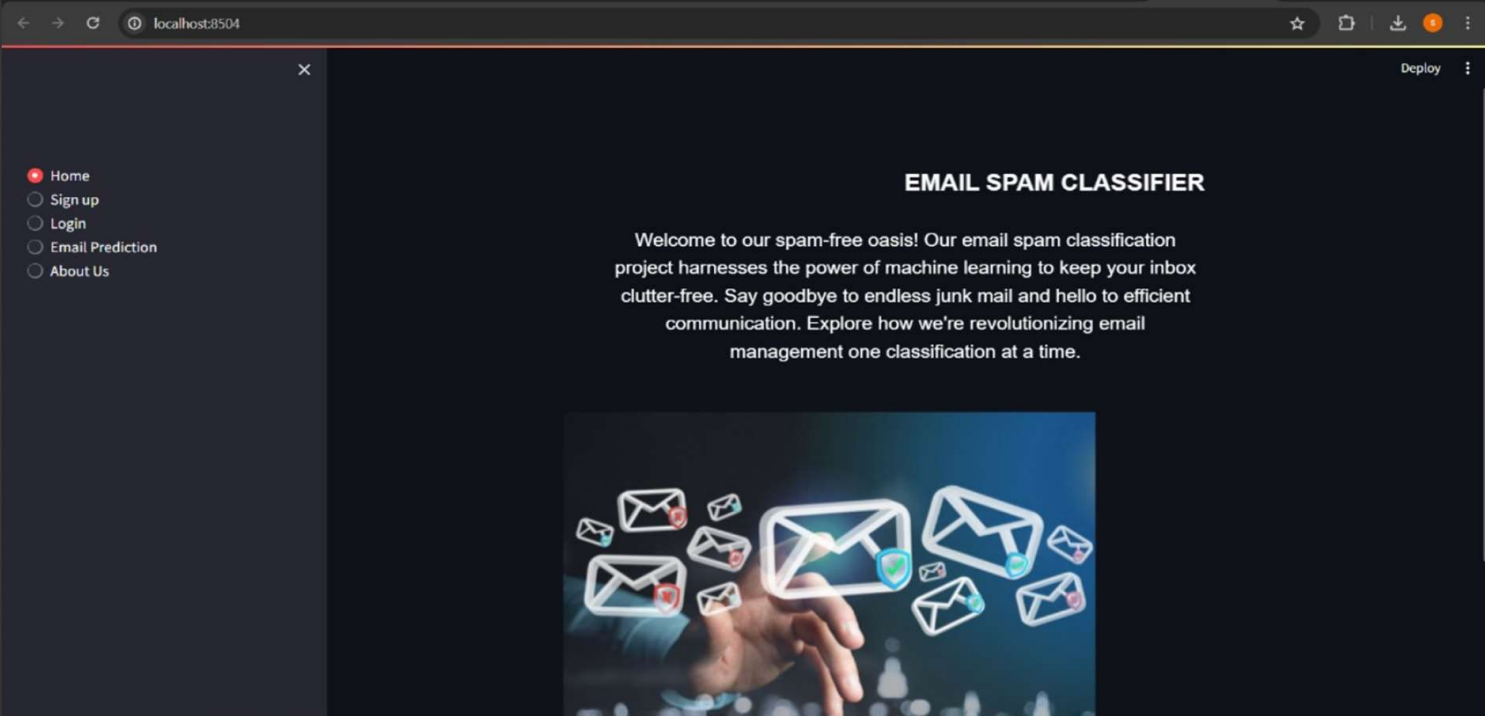 localhost:8504
S
Deploy
Home
Sign up
Login
Email Prediction
About Us
EMAIL SPAM CLASSIFIER
Welcome to our spam-free oasis! Our email spam classification
project harnesses the power of machine learning to keep your inbox
clutter-free. Say goodbye to endless junk mail and hello to efficient
communication. Explore how we're revolutionizing email
management one classification at a time.